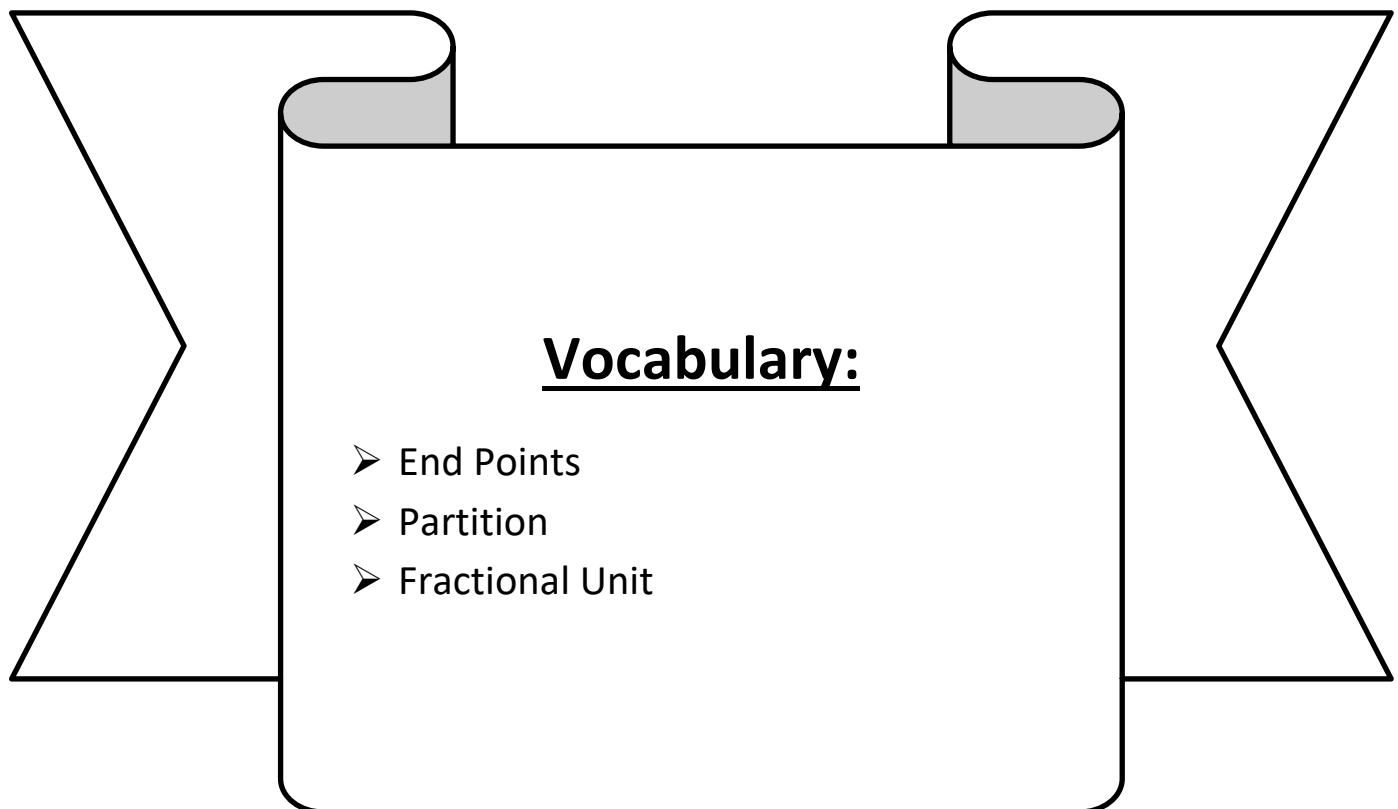 Vocabulary:
➢ End Points
➢ Partition
➢ Fractional Unit